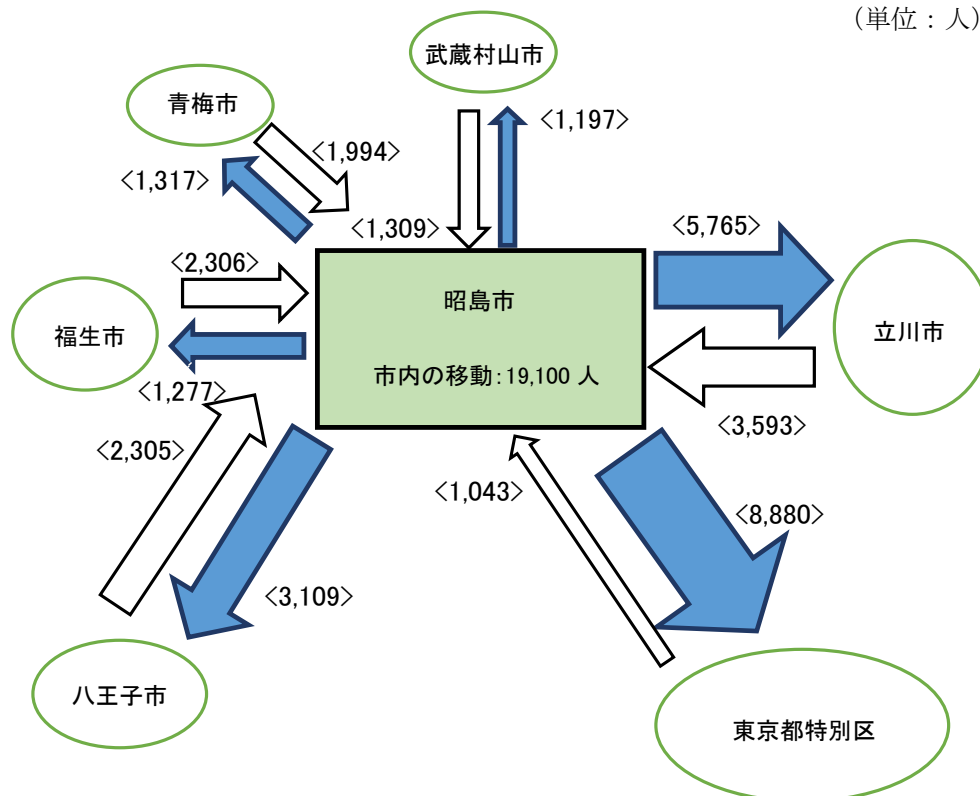 （単位：人）
武蔵村山市
青梅市
<1,197>
<1,994>
<1,317>
<1,309>
<5,765>
<2,306>
昭島市
福生市
立川市
市内の移動：19,100 人
<1,277>
<3,593>
<2,305>
<1,043>
<8,880>
<3,109>
八王子市
東京都特別区